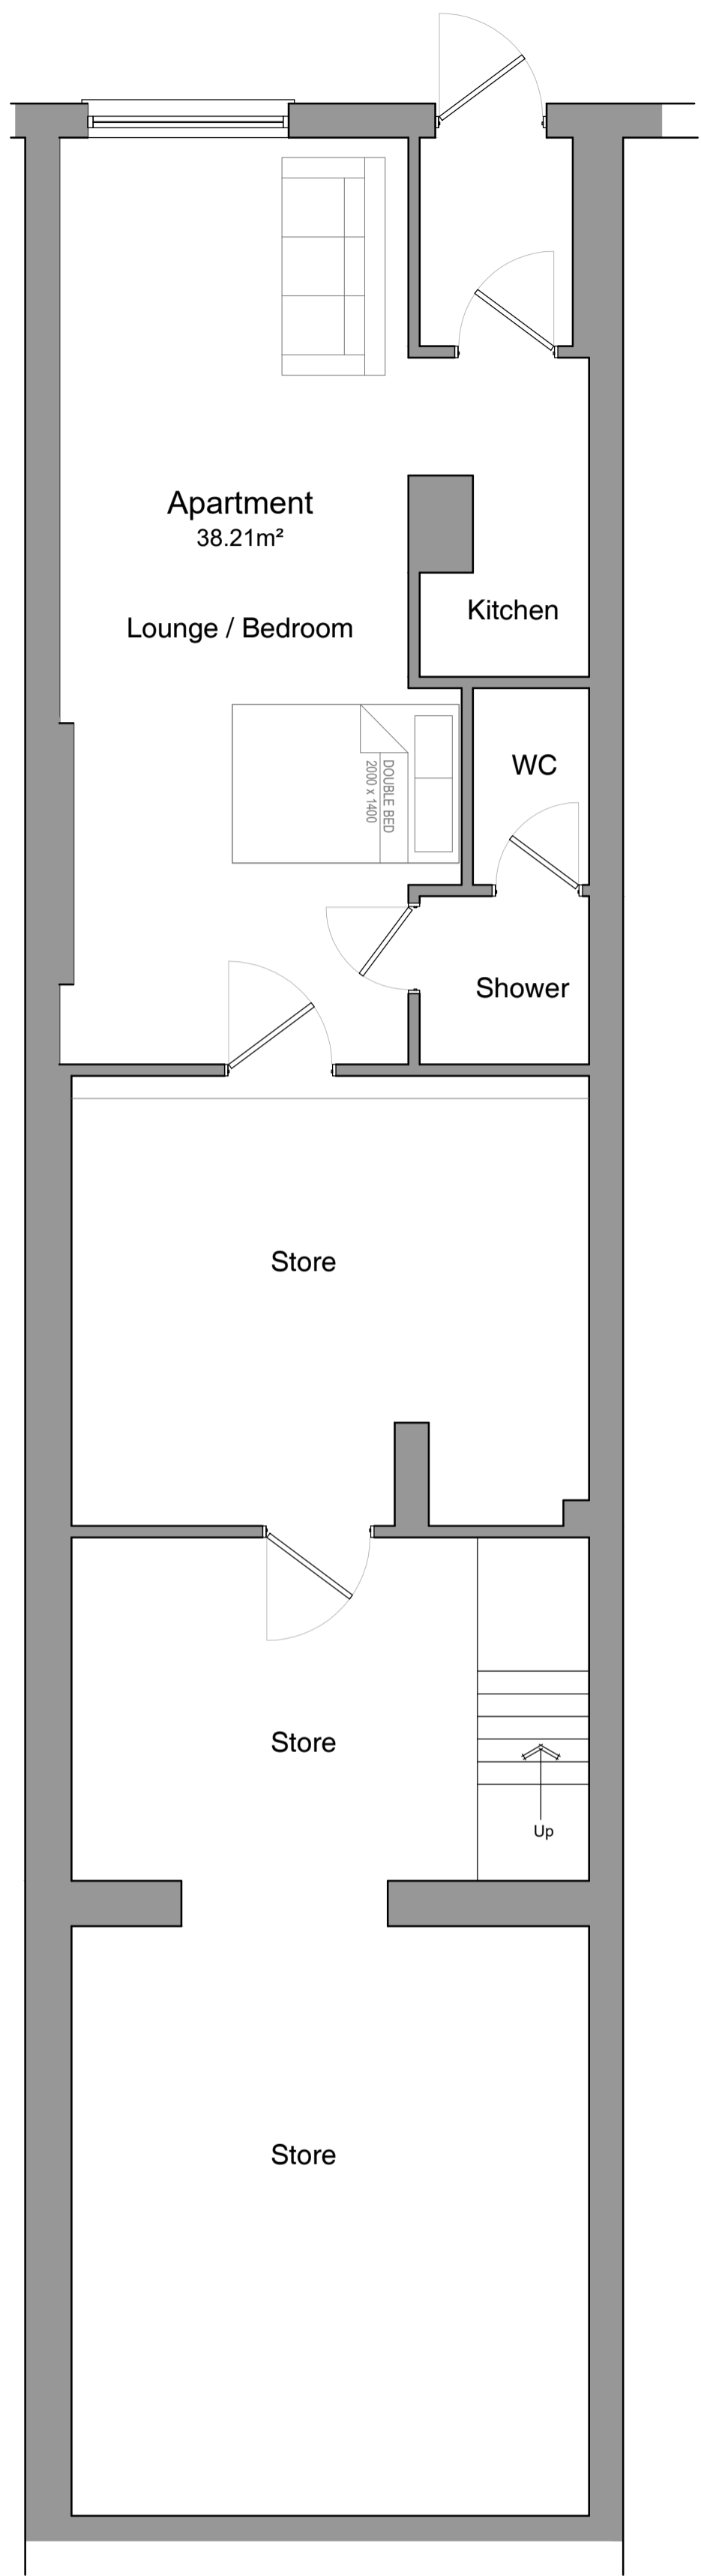 Apartment
38.21m²
Lounge / Bedroom
Kitchen
DOUBLE BED
2000 x 1400
WC
Shower
Store
Store
Up
Store